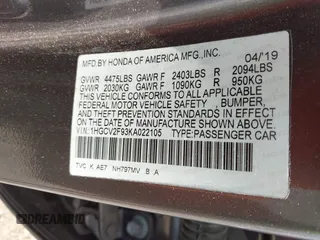 MFD. BY HONDA OF AMERICA MFG.,INC. 04/'19
GVWR 4475LBS GAWR F 2403LBS R 2094LBS
GVWR 2030KG GAWR F 1090KG R 950KG
THIS VEHICLE CONFORMS TO ALL APPLICABLE
FEDERAL MOTOR VEHICLE SAFETY, BUMPER,
AND THEFT PREVENTION STANDARDS IN EFFECT
ON THE DATE OF MANUFACTURE SHOWN ABOVE.
V.I.N.: 1HGCV2F93KA022105 TYPE:PASSENGER CAR
TVC K AE7 NH797MV .B A
DREAMBID